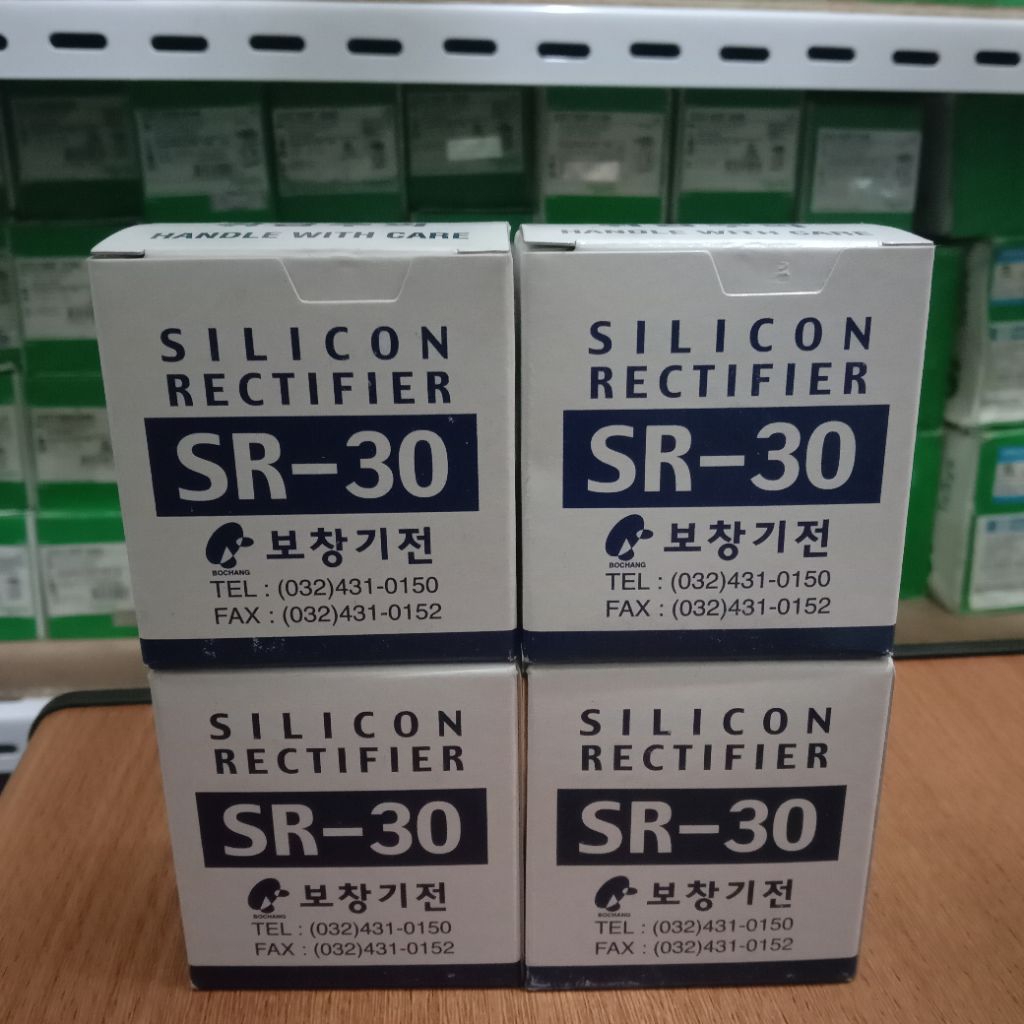 HANDLE WITH CARE
SILICON
RECTIFIER
SR-30
BOCHANG
보창기전
TEL : (032)431-0150
FAX : (032)431-0152
HANDLE WITH CARE
SILICON
RECTIFIER
SR-30
BOCHANG
보창기전
TEL : (032)431-0150
FAX : (032)431-0152
SILICON
RECTIFIER
SR-30
BOCHANG
보창기전
TEL : (032)431-0150
FAX : (032)431-0152
SILICON
RECTIFIER
SR-30
BOCHANG
보창기전
TEL : (032)431-0150
FAX : (032)431-0152